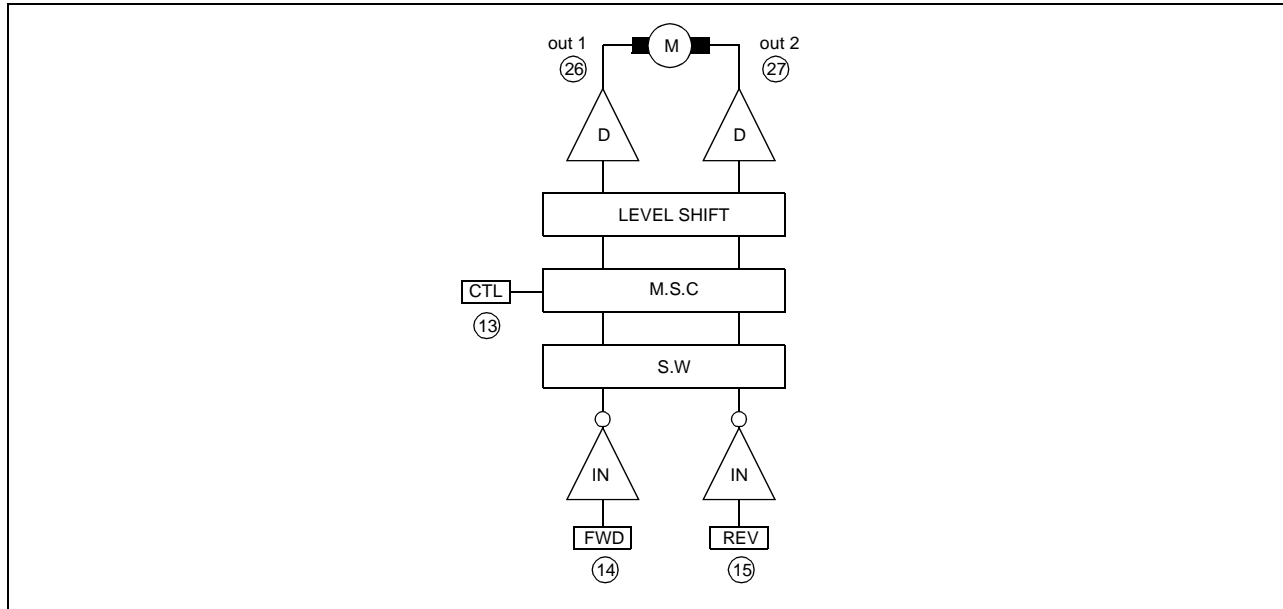 out 1
M
out 2
26
27
D
D
LEVEL SHIFT
CTL
M.S.C
13
S.W
IN
IN
FWD
REV
14
15